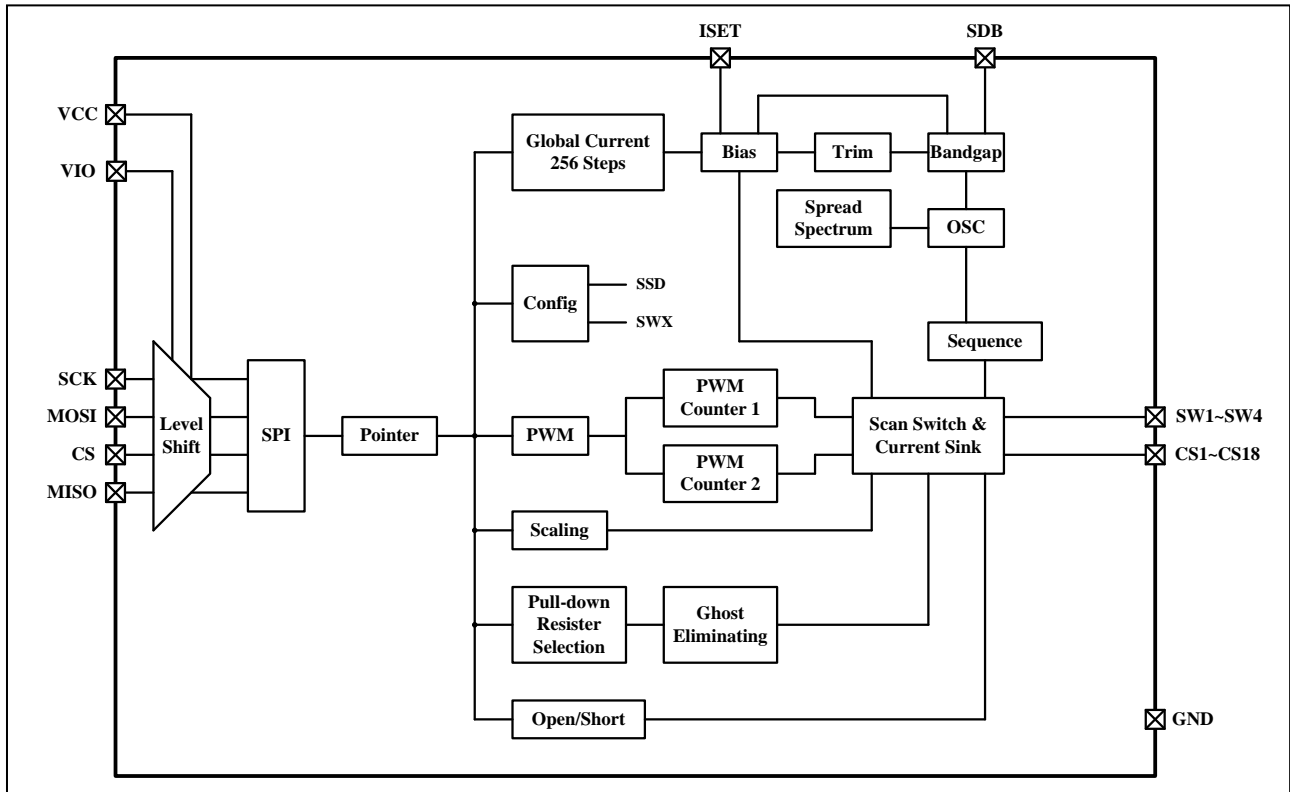 ISET
SDB
VCC
VIO
Global Current
256 Steps
Bias
Trim
Bandgap
Spread
Spectrum
OSC
Config
SSD
SWX
Sequence
SCK
MOSI
CS
MISO
Level
Shift
SPI
Pointer
PWM
PWM
Counter 1
PWM
Counter 2
Scan Switch &
Current Sink
SW1~SW4
CS1~CS18
Scaling
Pull-down
Resister
Selection
Ghost
Eliminating
Open/Short
GND